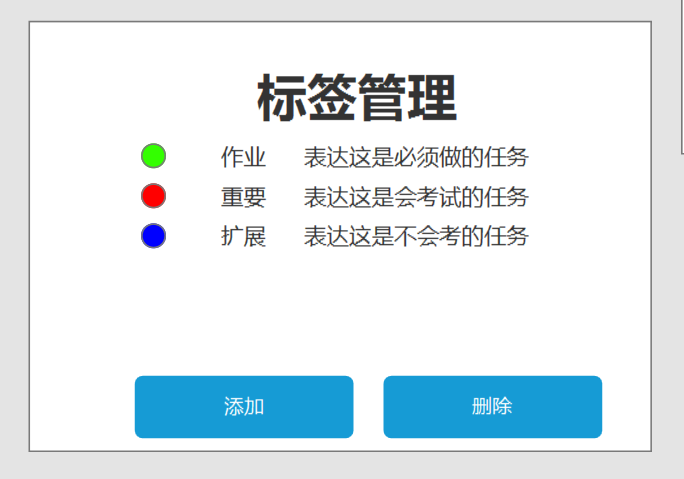 标签管理
作业 表达这是必须做的任务
重要 表达这是会考试的任务
扩展 表达这是不会考的任务
添加 删除